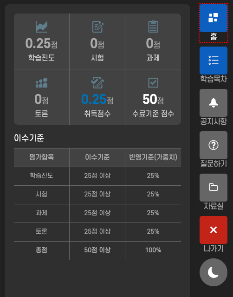 0.25점 0점 0점
학습진도 시험 과제
0점 0.25점 50점
토론 취득점수 수료기준 점수
이수기준
평가항목 이수기준 반영기준(가중치)
학습진도 25점 이상 25%
시험 25점 이상 25%
과제 25점 이상 25%
토론 25점 이상 25%
총점 50점 이상 100%
홈
학습목차
공지사항
질문하기
자료실
나가기